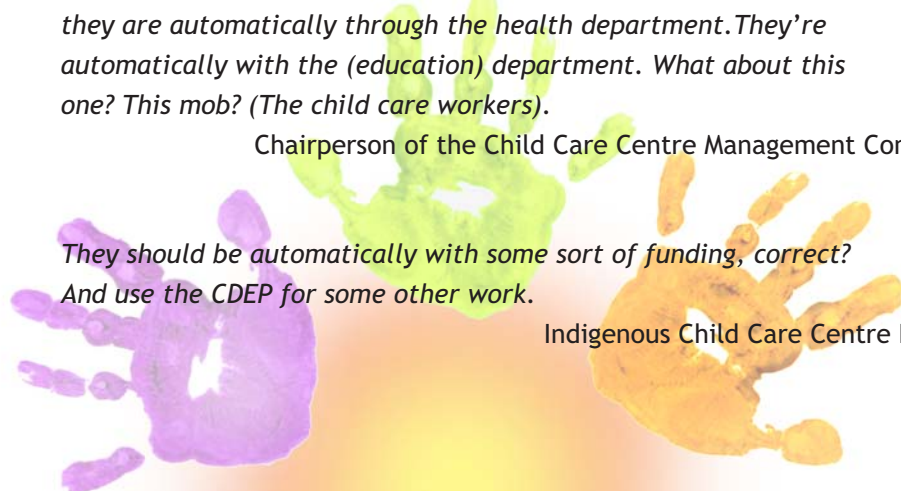 they are automatically through the health department.They’re
automatically with the (education) department. What about this
one? This mob? (The child care workers).
Chairperson of the Child Care Centre Management
They should be automatically with some sort of funding, correct?
And use the CDEP for some other work.
Indigenous Child Care Centre